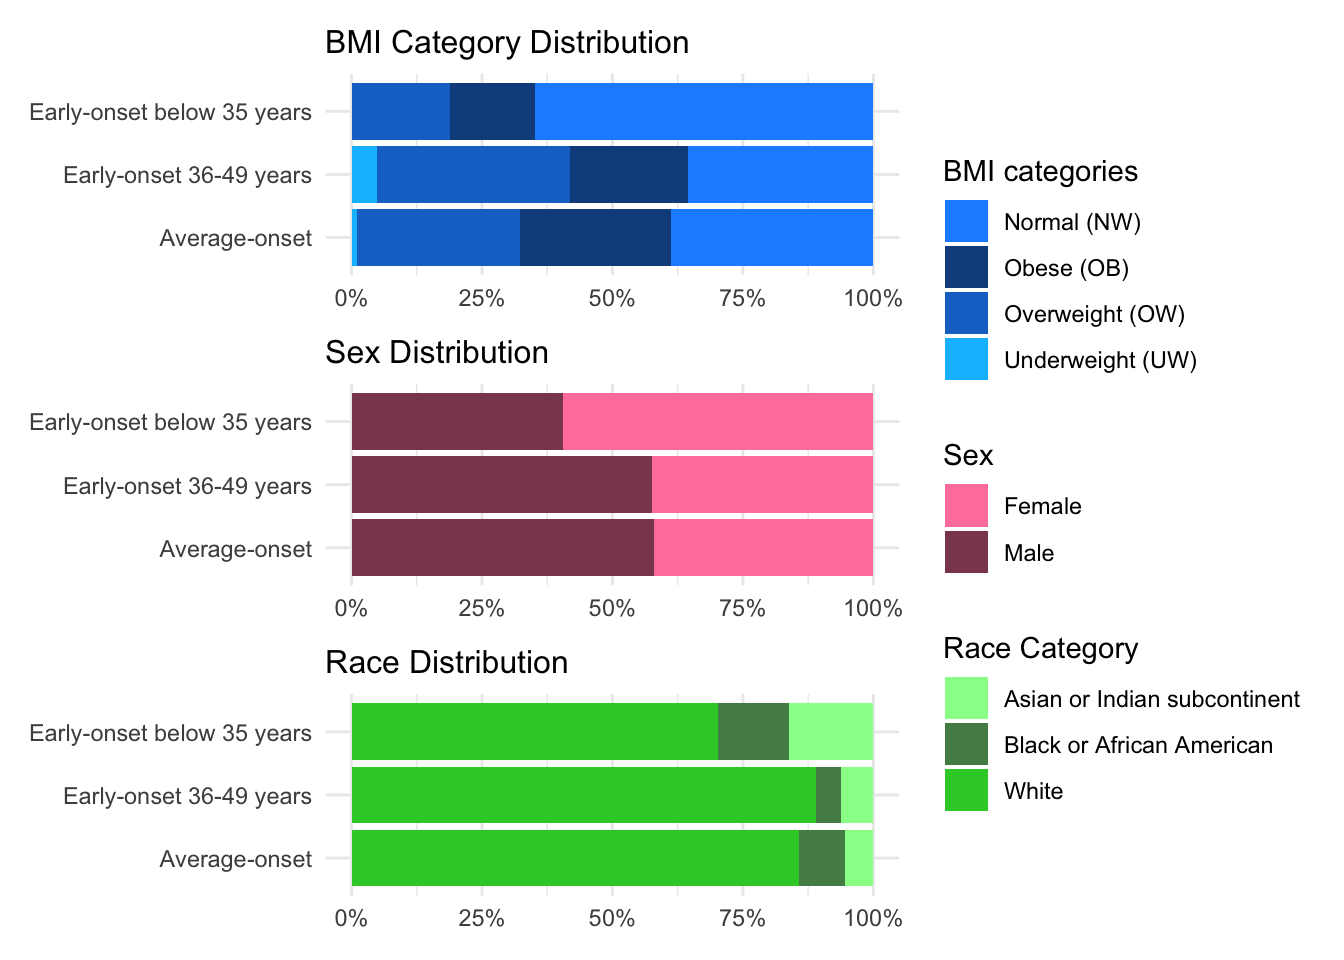 BMI Category Distribution
Early-onset below 35 years
Early-onset 36-49 years
Average-onset
0% 25% 50% 75% 100%
Sex Distribution
Early-onset below 35 years
Early-onset 36-49 years
Average-onset
0% 25% 50% 75% 100%
Race Distribution
Early-onset below 35 years
Early-onset 36-49 years
Average-onset
0% 25% 50% 75% 100%
BMI categories
Normal (NW)
Obese (OB)
Overweight (OW)
Underweight (UW)
Sex
Female
Male
Race Category
Asian or Indian subcontinent
Black or African American
White